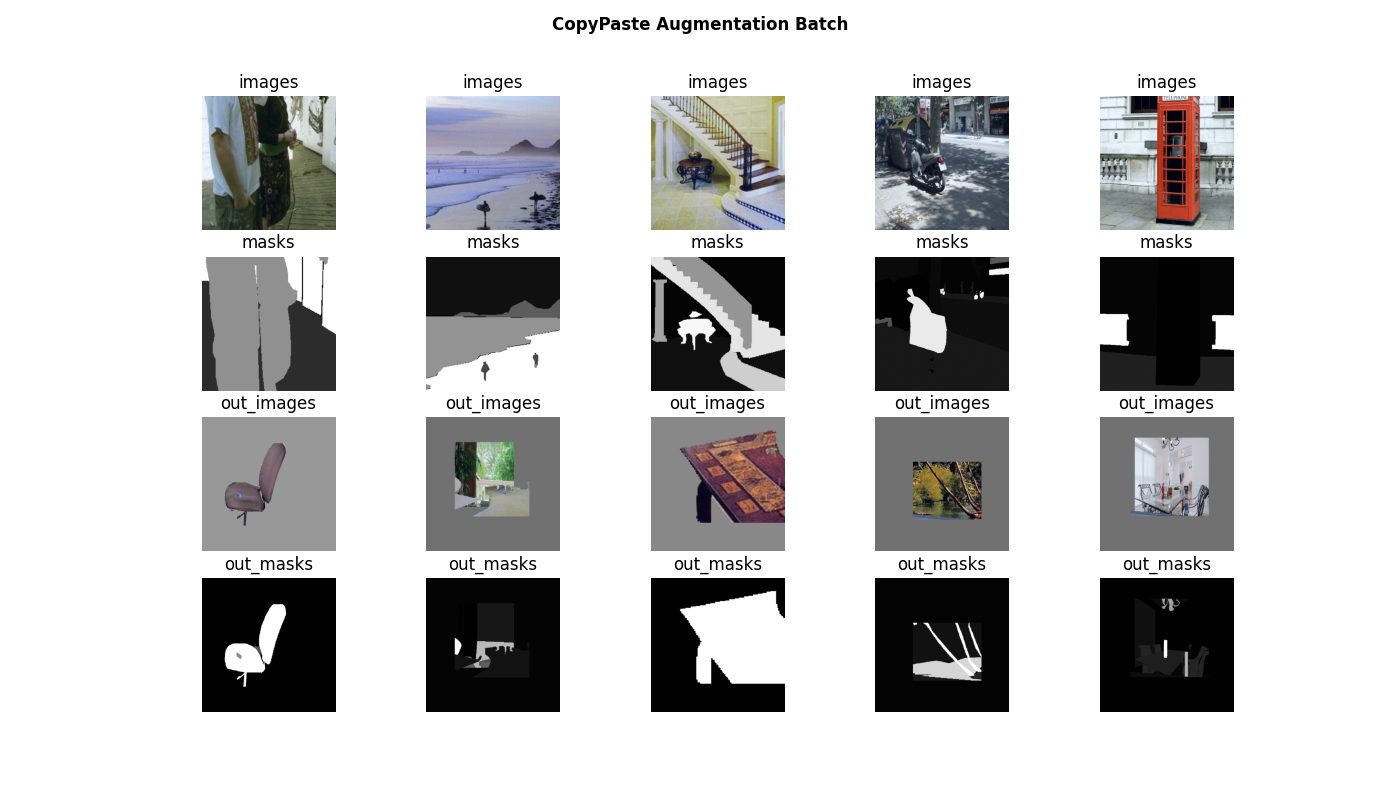 CopyPaste Augmentation Batch
images images images images images
TELEPHONE
masks masks masks masks masks
out_images out_images out_images out_images out_images
out_masks out_masks out_masks out_masks out_masks